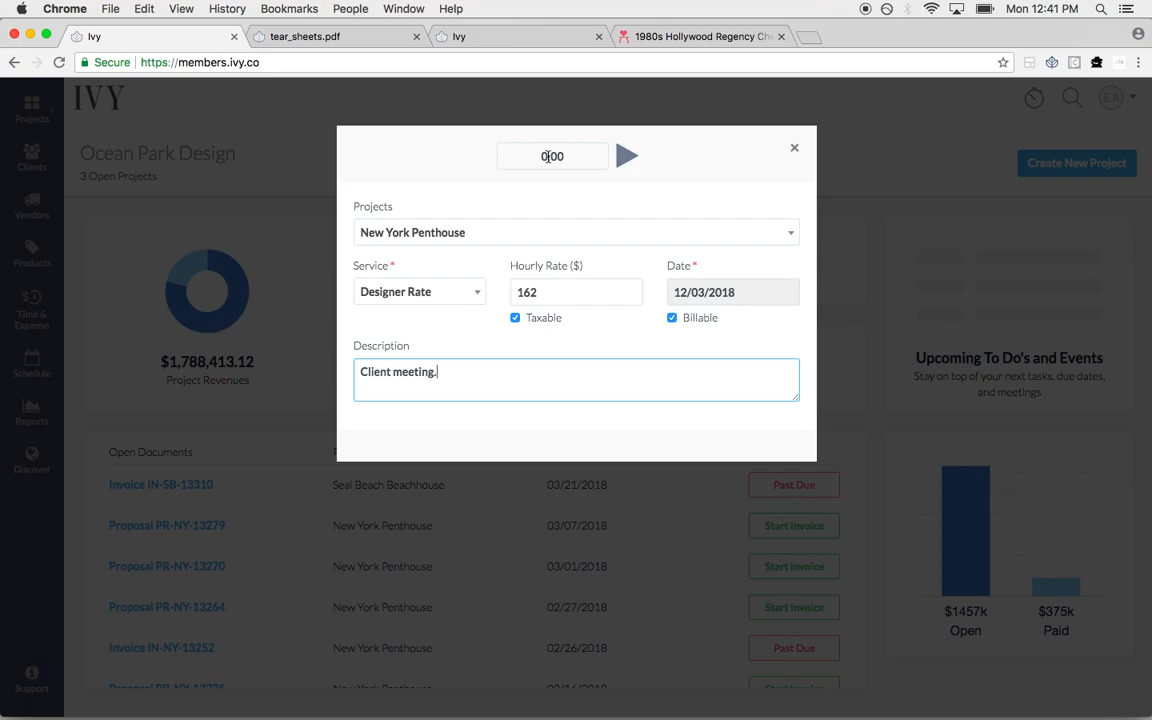 Chrome File Edit View History Bookmarks People Window Help Mon 12:41 PM
Ivy tear_sheets.pdf Ivy 1980s Hollywood Regency Ch
Secure https://members.ivy.co
IVY
ER
Projects
Clients
Vendors
Products
Time &
Expense
Schedule
Reports
Discover
Support
Ocean Park Design
3 Open Projects
Create New Project
0:00
Projects
New York Penthouse
Service* Hourly Rate ($) Date*
Designer Rate 162 12/03/2018
Taxable Billable
Description
Client meeting.
$1,788,413.12
Project Revenues
Upcoming To Do's and Events
Stay on top of your next tasks, due dates,
and meetings
Open Documents
Invoice IN-SB-13310 Seal Beach Beachhouse 03/21/2018 Past Due
Proposal PR-NY-13279 New York Penthouse 03/07/2018 Start Invoice
Proposal PR-NY-13270 New York Penthouse 03/01/2018 Start Invoice
Proposal PR-NY-13264 New York Penthouse 02/27/2018 Start Invoice
Invoice IN-NY-13252 New York Penthouse 02/26/2018 Past Due
$1457k $375k
Open Paid